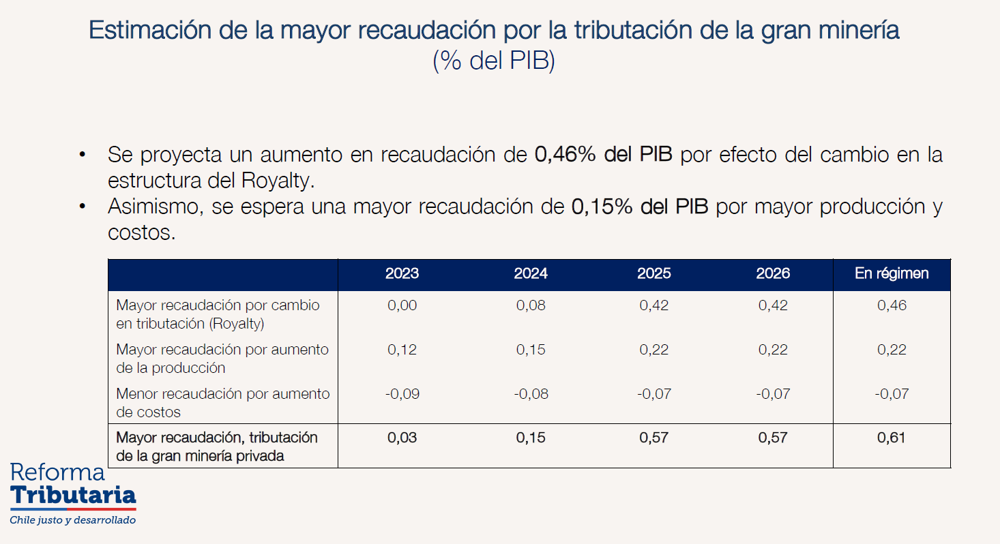 Estimación de la mayor recaudación por la tributación de la gran minería
(% del PIB)
• Se proyecta un aumento en recaudación de 0,46% del PIB por efecto del cambio en la
estructura del Royalty.
• Asimismo, se espera una mayor recaudación de 0,15% del PIB por mayor producción y
costos.
2023 2024 2025 2026 En régimen
Mayor recaudación por cambio
en tributación (Royalty)
0,00 0,08 0,42 0,42 0,46
Mayor recaudación por aumento
de la producción
0,12 0,15 0,22 0,22 0,22
Menor recaudación por aumento
de costos
-0,09 -0,08 -0,07 -0,07 -0,07
Mayor recaudación, tributación
de la gran minería privada
0,03 0,15 0,57 0,57 0,61
Reforma
Tributaria
Chile justo y desarrollado